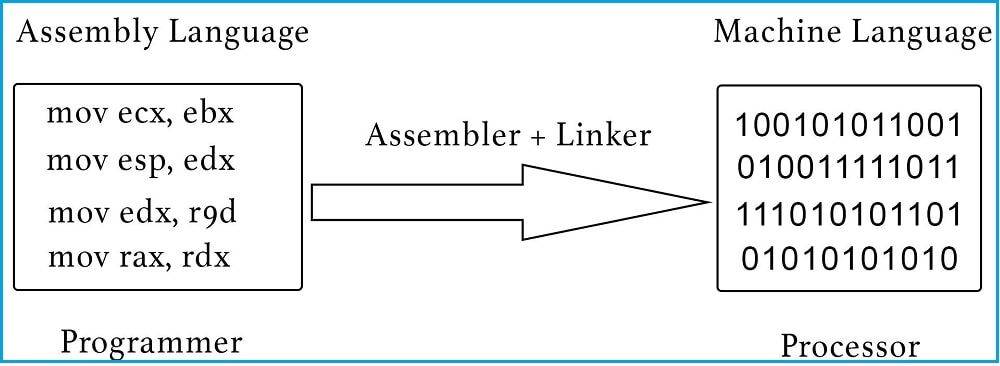 Assembly Language
mov ecx, ebx
mov esp, edx
mov edx, r9d
mov rax, rdx
Programmer
Assembler + Linker
Machine Language
100101011001
010011111011
111010101101
01010101010
Processor